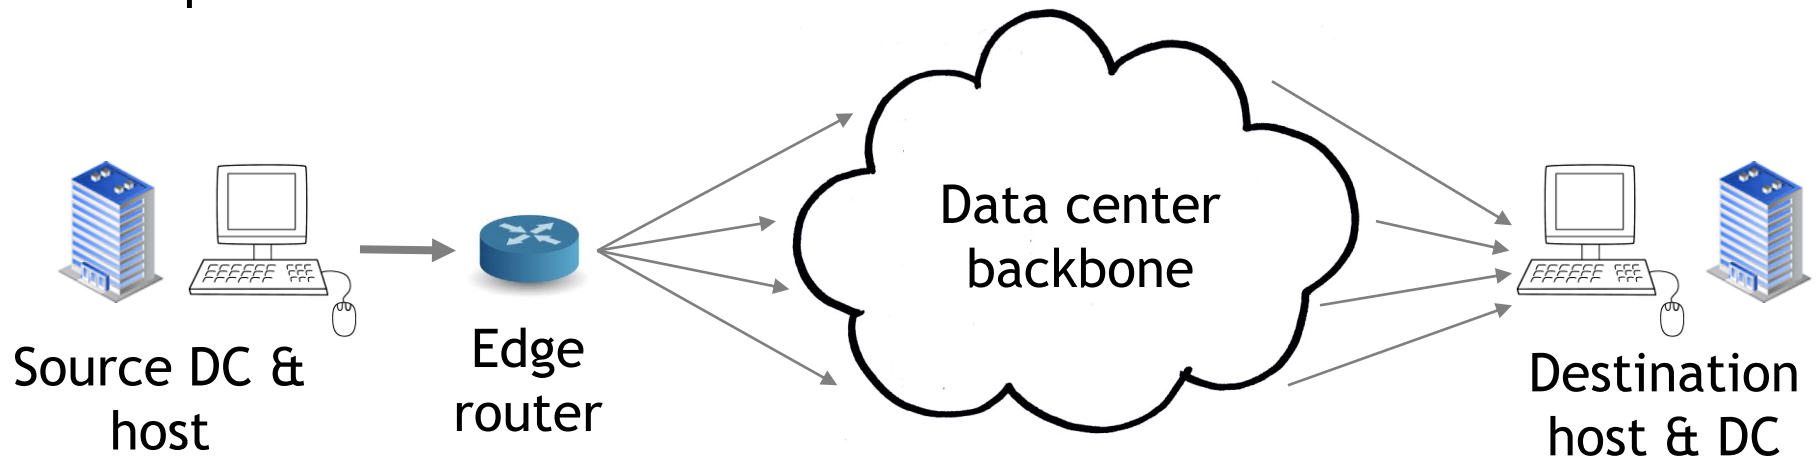 Source DC &
host
Edge
router
Data center
backbone
Destination
host & DC